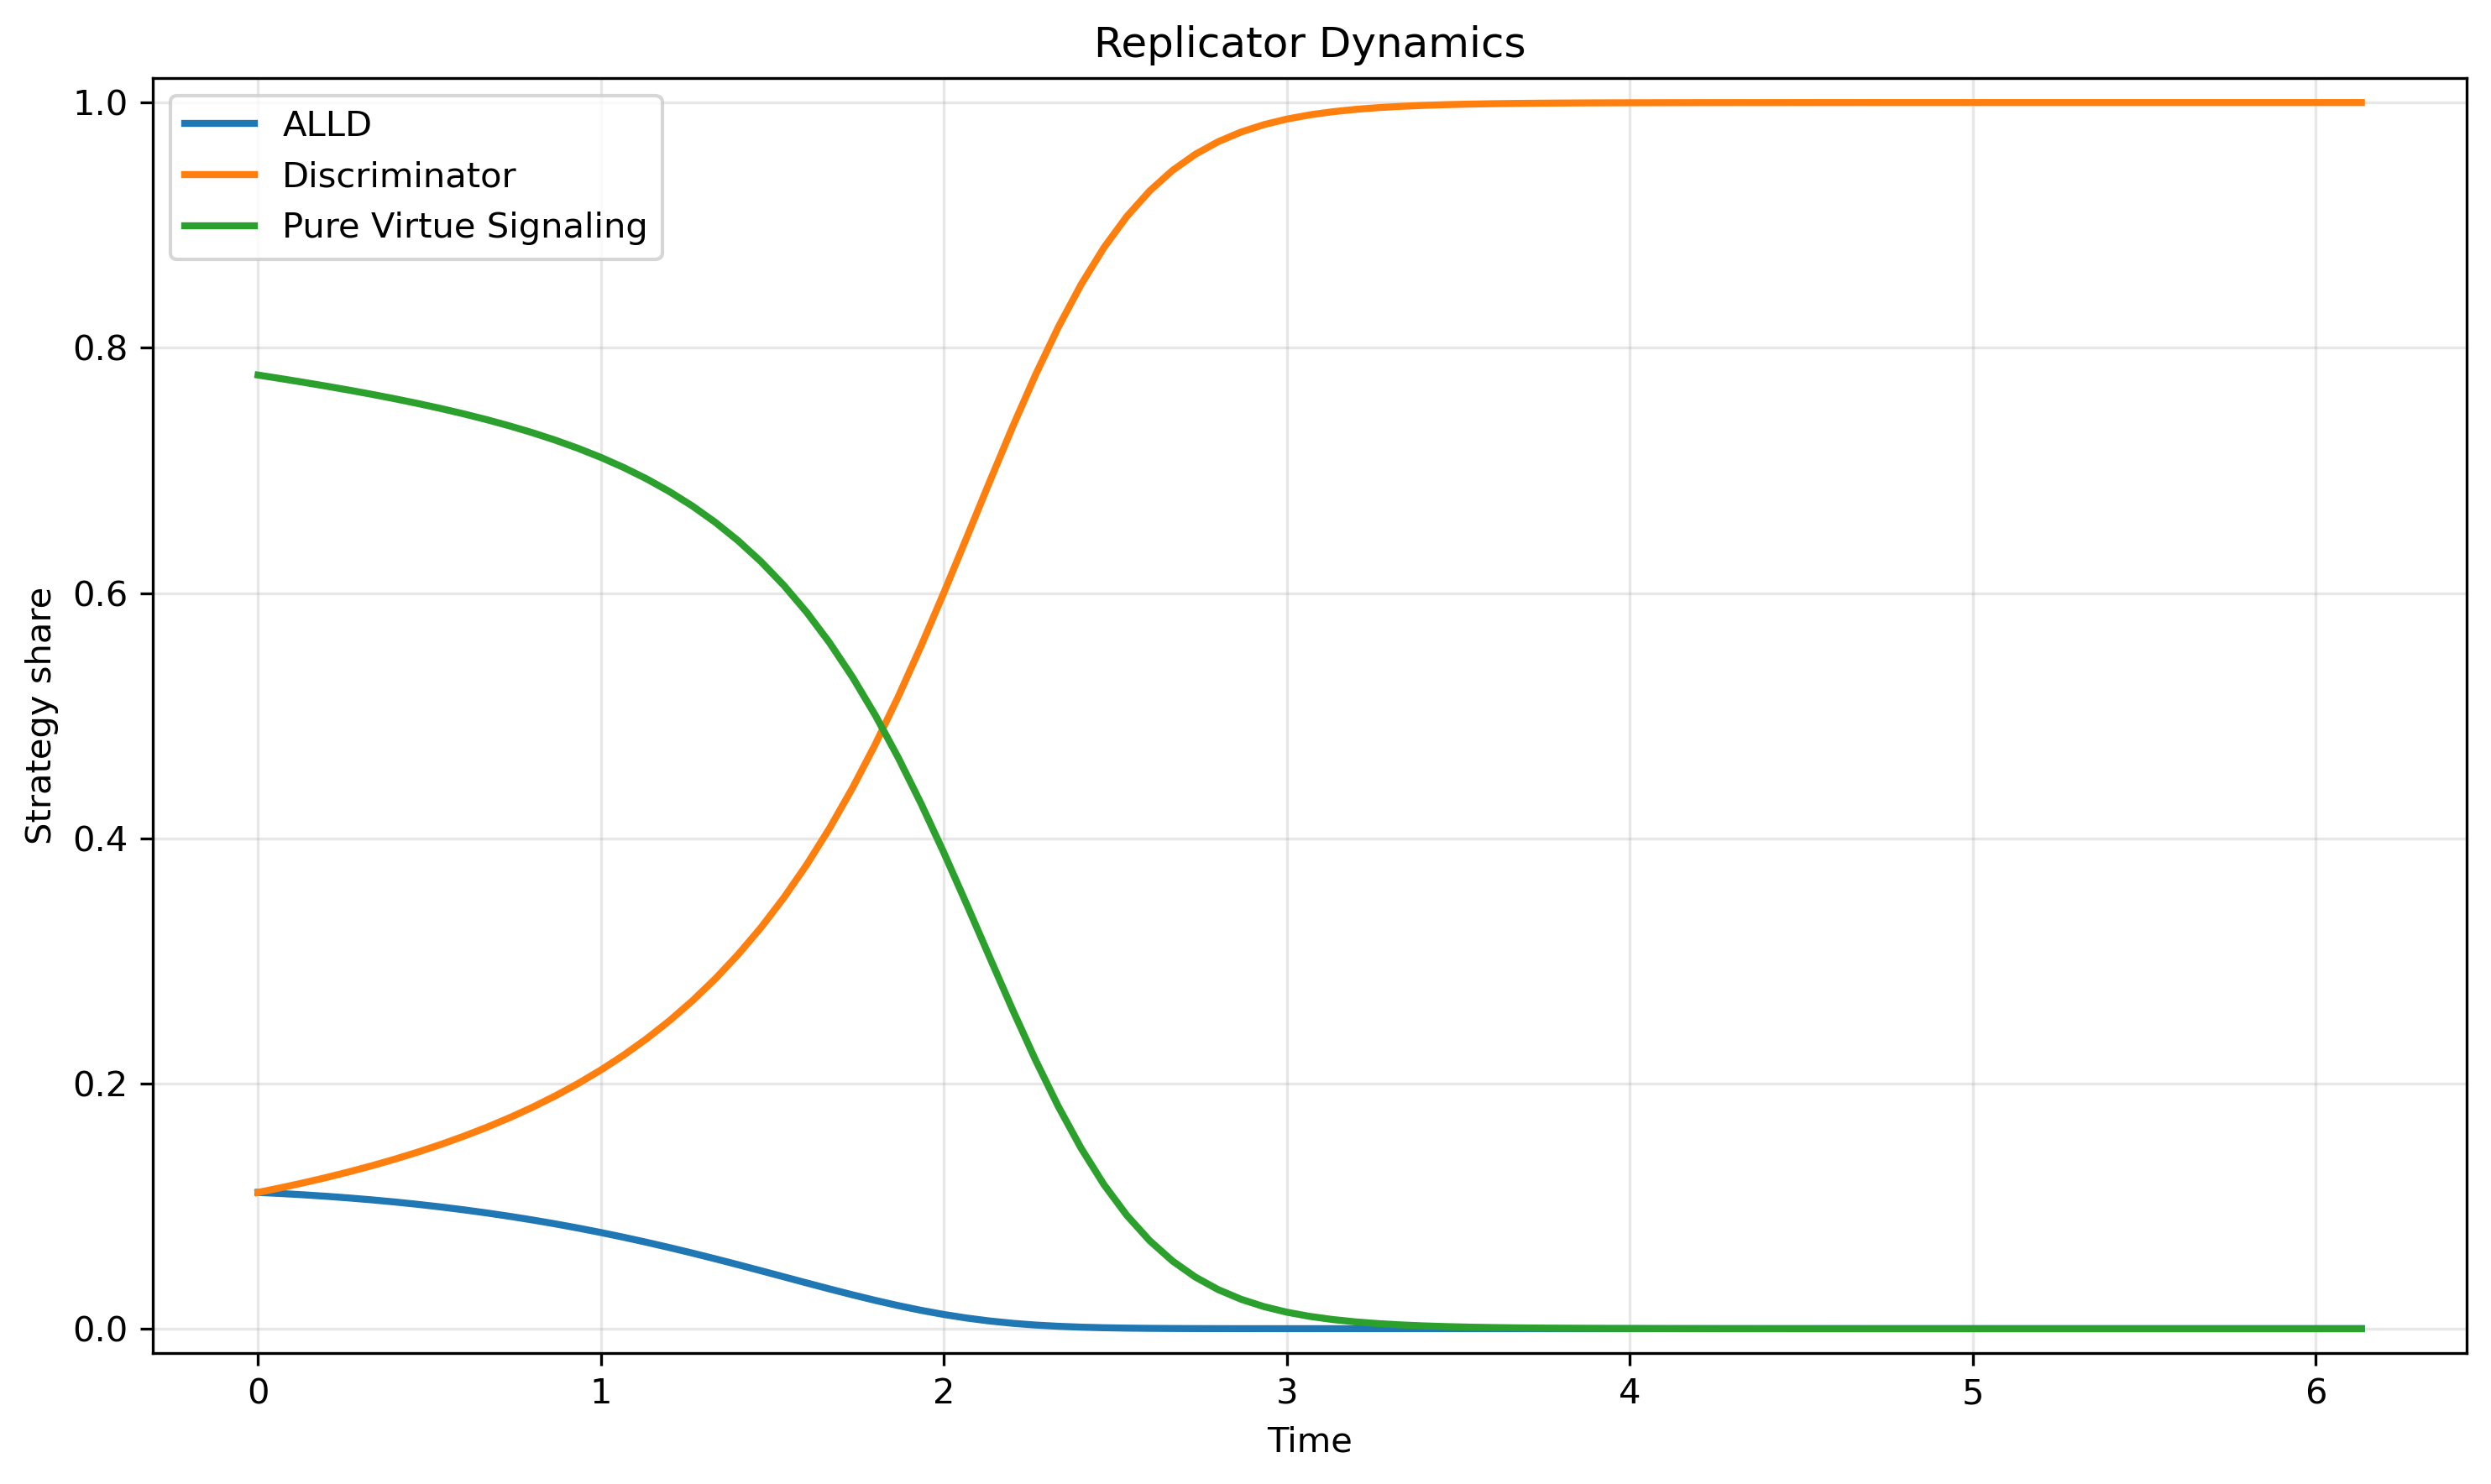 Replicator Dynamics
ALLD
Discriminator
Pure Virtue Signaling
Strategy share
1.0
0.8
0.6
0.4
0.2
0.0
0 1 2 3 4 5 6
Time